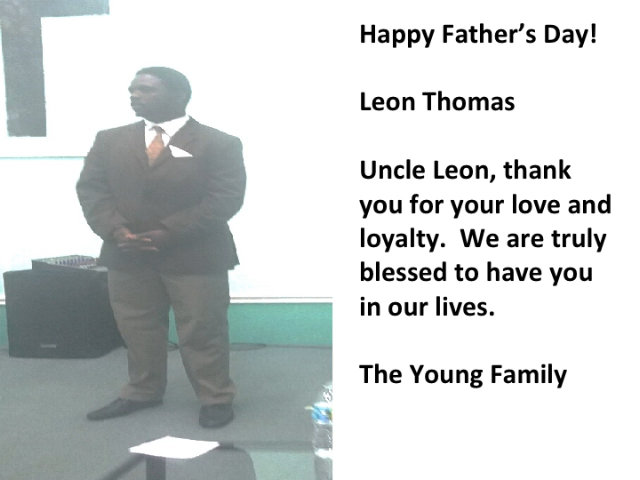 Happy Father’s Day!
Leon Thomas
Uncle Leon, thank
you for your love and
loyalty.  We are truly
blessed to have you
in our lives.
The Young Family